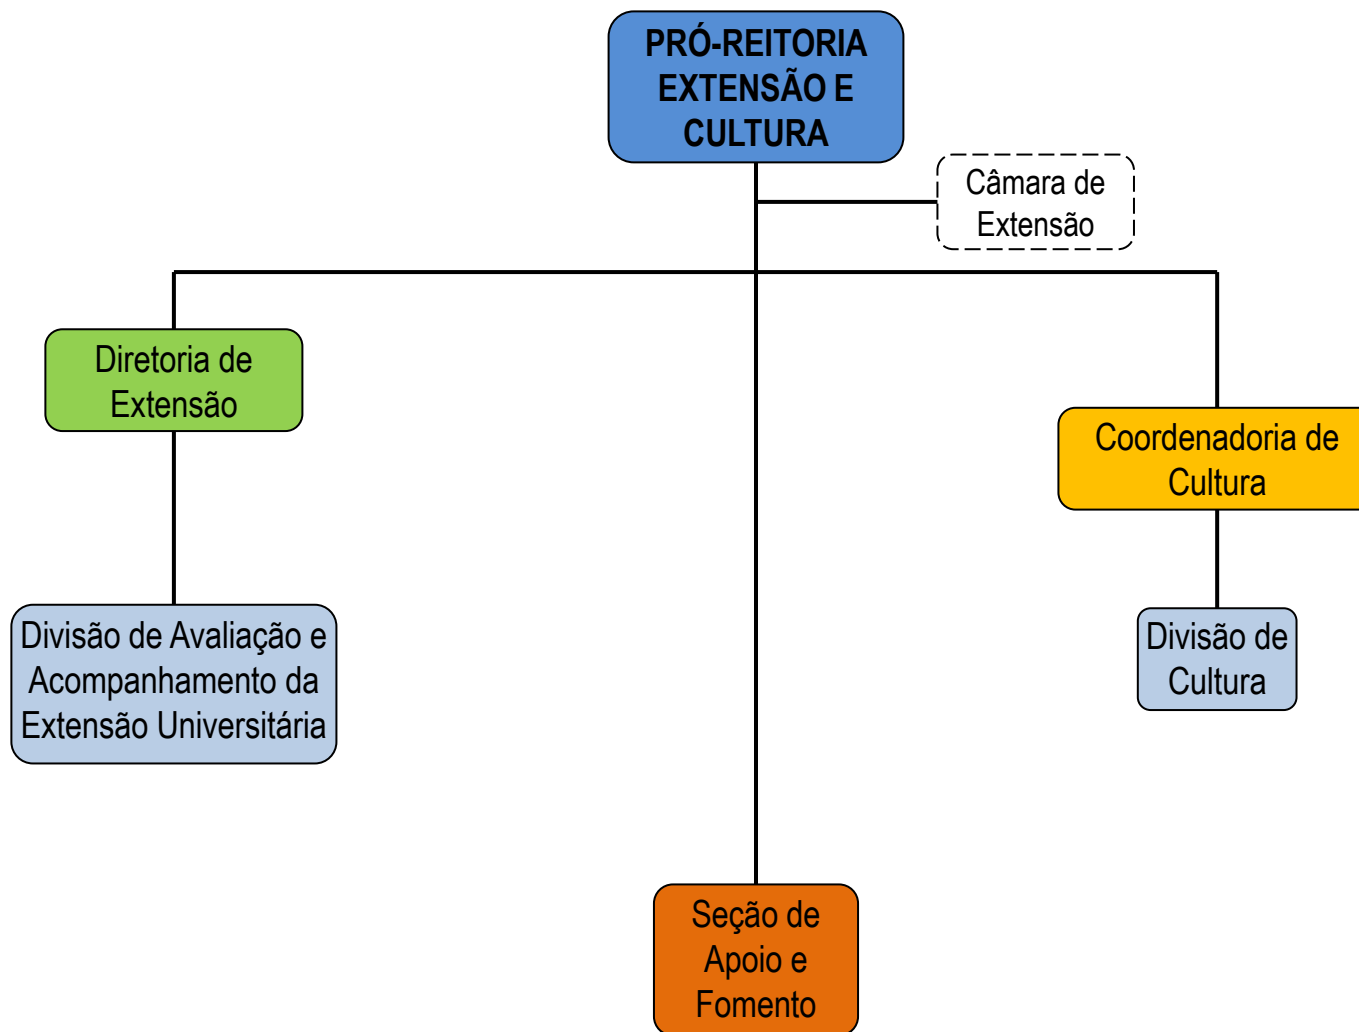 PRÓ-REITORIA
EXTENSÃO E
CULTURA
Câmara de
Extensão
Diretoria de
Extensão
Coordenadoria de
Cultura
Divisão de Avaliação e
Acompanhamento da
Extensão Universitária
Divisão de
Cultura
Seção de
Apoio e
Fomento